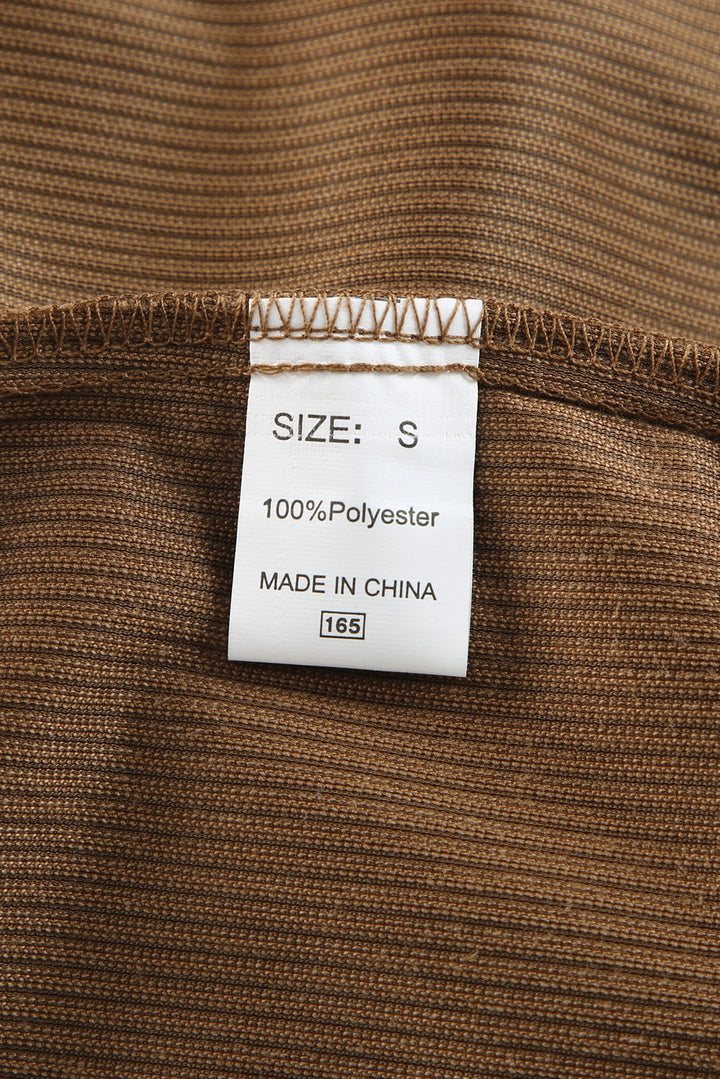 SIZE: S
100%Polyester
MADE IN CHINA
165